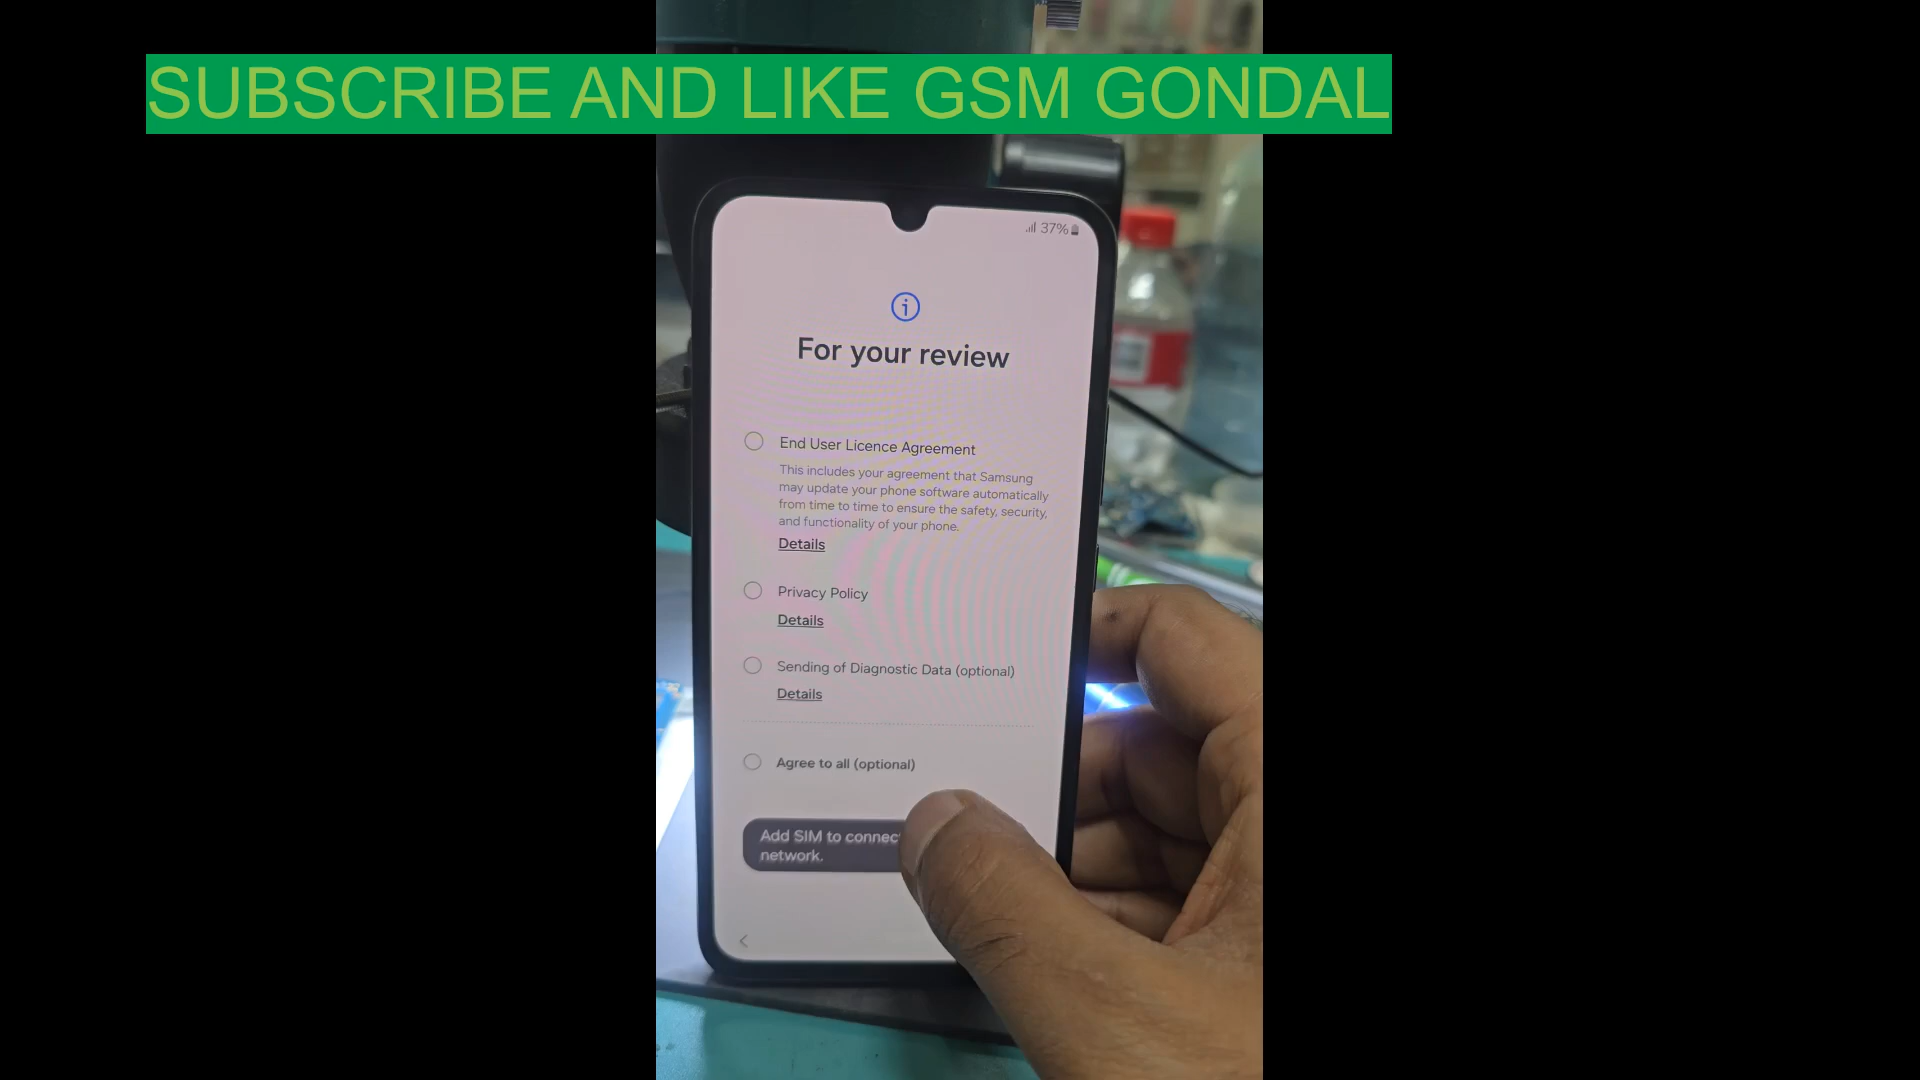 SUBSCRIBE AND LIKE GSM GONDAL
37%
For your review
End User Licence Agreement
This includes your agreement that Samsung
may update your phone software automatically
from time to time to ensure the safety, security,
and functionality of your phone.
Details
Privacy Policy
Details
Sending of Diagnostic Data (optional)
Details
Agree to all (optional)
Add SIM to
network.